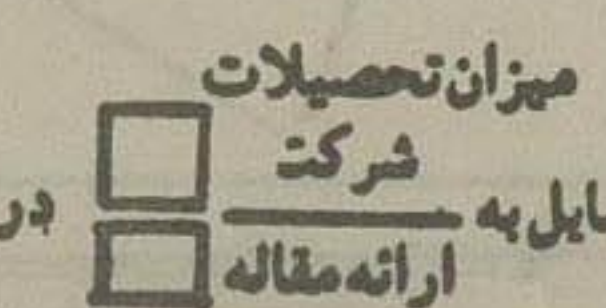 میزان تحصیلات
شرکت
مایل به
در
ارائه مقاله